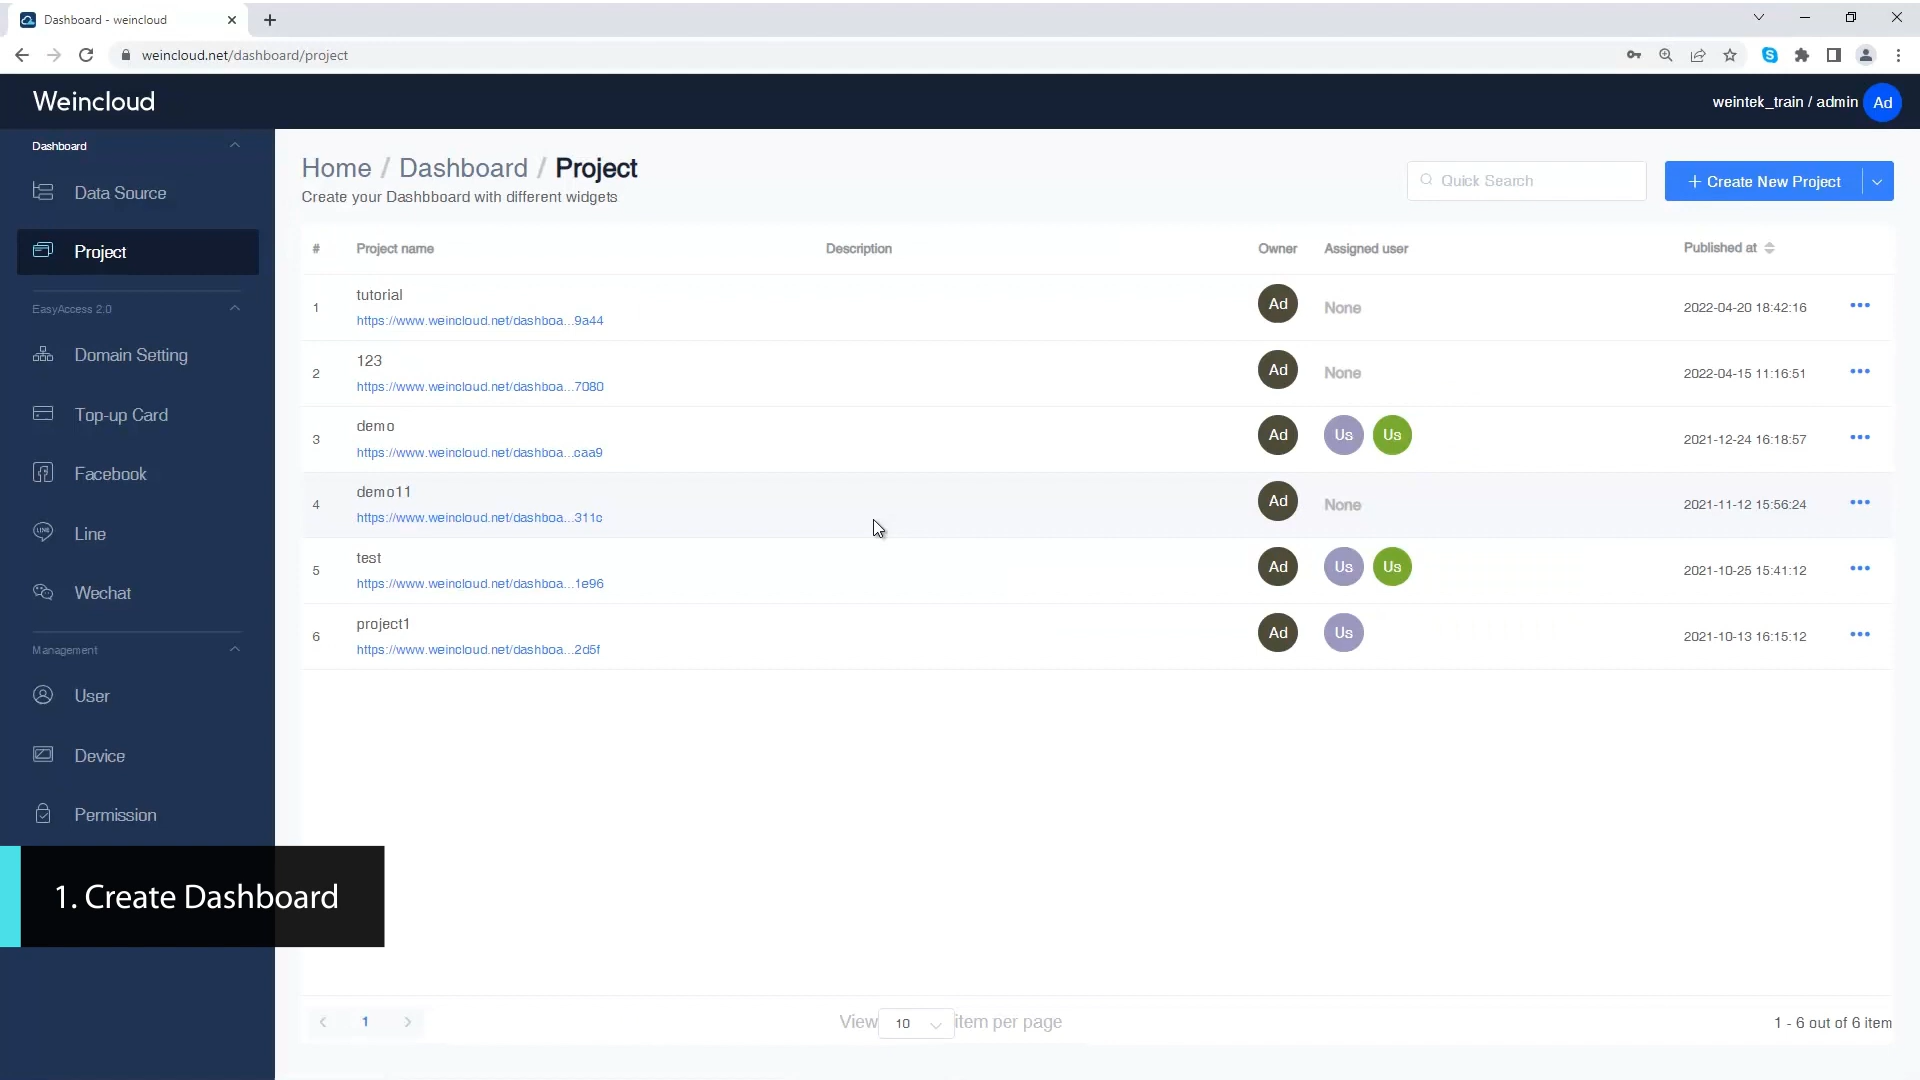 Dashboard - weincloud
weincloud.net/dashboard/project
Weincloud
weintek_train / admin Ad
Dashboard
Data Source
Project
EasyAccess 2.0
Domain Setting
Top-up Card
Facebook
Line
Wechat
Management
User
Device
Permission
1. Create Dashboard
Home / Dashboard / Project
Create your Dashbboard with different widgets
Quick Search
+ Create New Project
# Project name Description Owner Assigned user Published at
1 tutorial Ad None 2022-04-20 18:42:16
https://www.weincloud.net/dashboa...9a44
2 123 Ad None 2022-04-15 11:16:51
https://www.weincloud.net/dashboa...7080
3 demo Ad Us Us 2021-12-24 16:18:57
https://www.weincloud.net/dashboa...caa9
4 demo11 Ad None 2021-11-12 15:56:24
https://www.weincloud.net/dashboa...311c
5 test Ad Us Us 2021-10-25 15:41:12
https://www.weincloud.net/dashboa...1e96
6 project1 Ad Us 2021-10-13 16:15:12
https://www.weincloud.net/dashboa...2d5f
1
View 10 item per page
1 - 6 out of 6 item